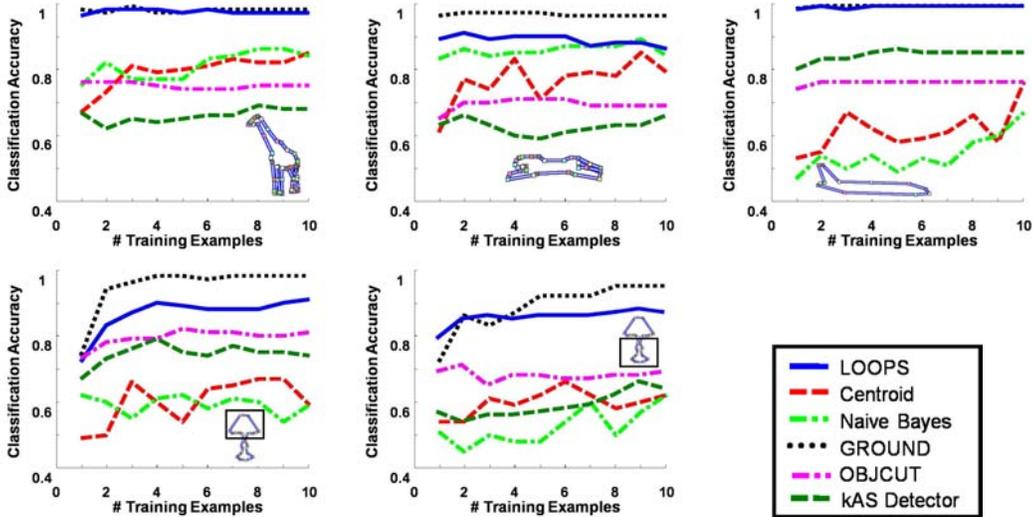 Classification Accuracy
1
0.8
0.6
0.4
0 2 4 6 8 10
# Training Examples
Classification Accuracy
1
0.8
0.6
0.4
0 2 4 6 8 10
# Training Examples
Classification Accuracy
1
0.8
0.6
0.4
0 2 4 6 8 10
# Training Examples
Classification Accuracy
1
0.8
0.6
0.4
0 2 4 6 8 10
# Training Examples
Classification Accuracy
1
0.8
0.6
0.4
0 2 4 6 8 10
# Training Examples
LOOPS
Centroid
Naive Bayes
GROUND
OBJCUT
kAS Detector